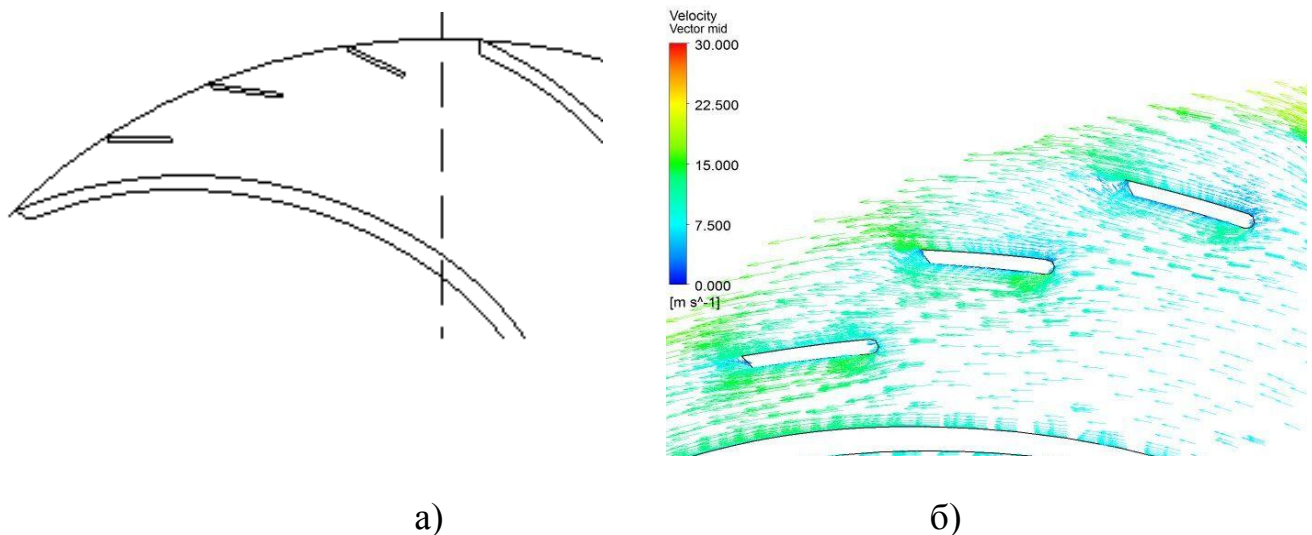 Velocity
Vector mid
30.000
22.500
15.000
7.500
0.000
[m s^-1]
а)
б)